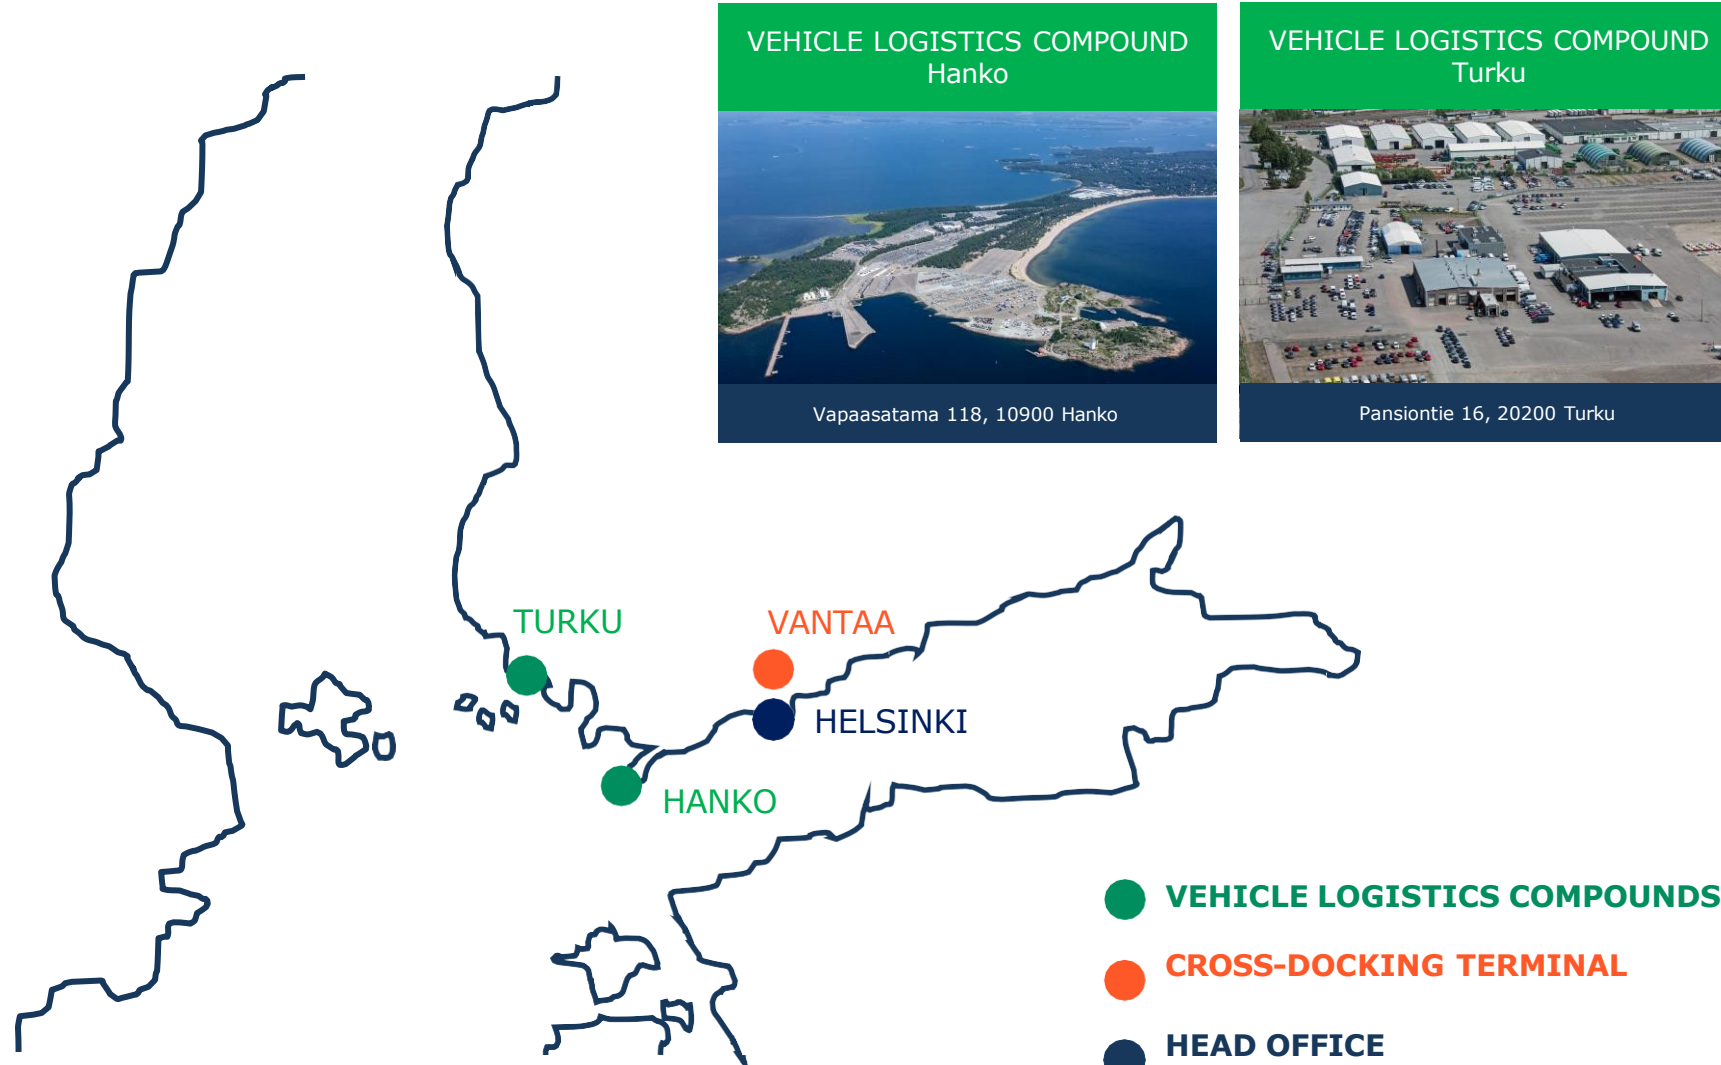 VEHICLE LOGISTICS COMPOUND
Hanko
Vapaasatama 118, 10900 Hanko
VEHICLE LOGISTICS COMPOUND
Turku
Pansiontie 16, 20200 Turku
TURKU
VANTAA
HELSINKI
HANKO
VEHICLE LOGISTICS COMPOUNDS
CROSS-DOCKING TERMINAL
HEAD OFFICE